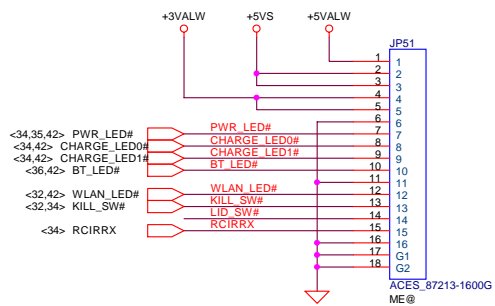 +3VALW
+5VS
+5VALW
JP51
1 1
2 2
3 3
4 4
5 5
6 6
<34,35,42> PWR_LED# PWR_LED# 7 7
<34,42> CHARGE_LED0# CHARGE_LED0# 8 8
<34,42> CHARGE_LED1# CHARGE_LED1# 9 9
<36,42> BT_LED# BT_LED# 10 10
11 11
<32,42> WLAN_LED# WLAN_LED# 12 12
<32,34> KILL_SW# KILL_SW# 13 13
LID_SW# 14 14
<34> RCIRRX RCIRRX 15 15
16 16
17 G1
18 G2
ACES_87213-1600G
ME@